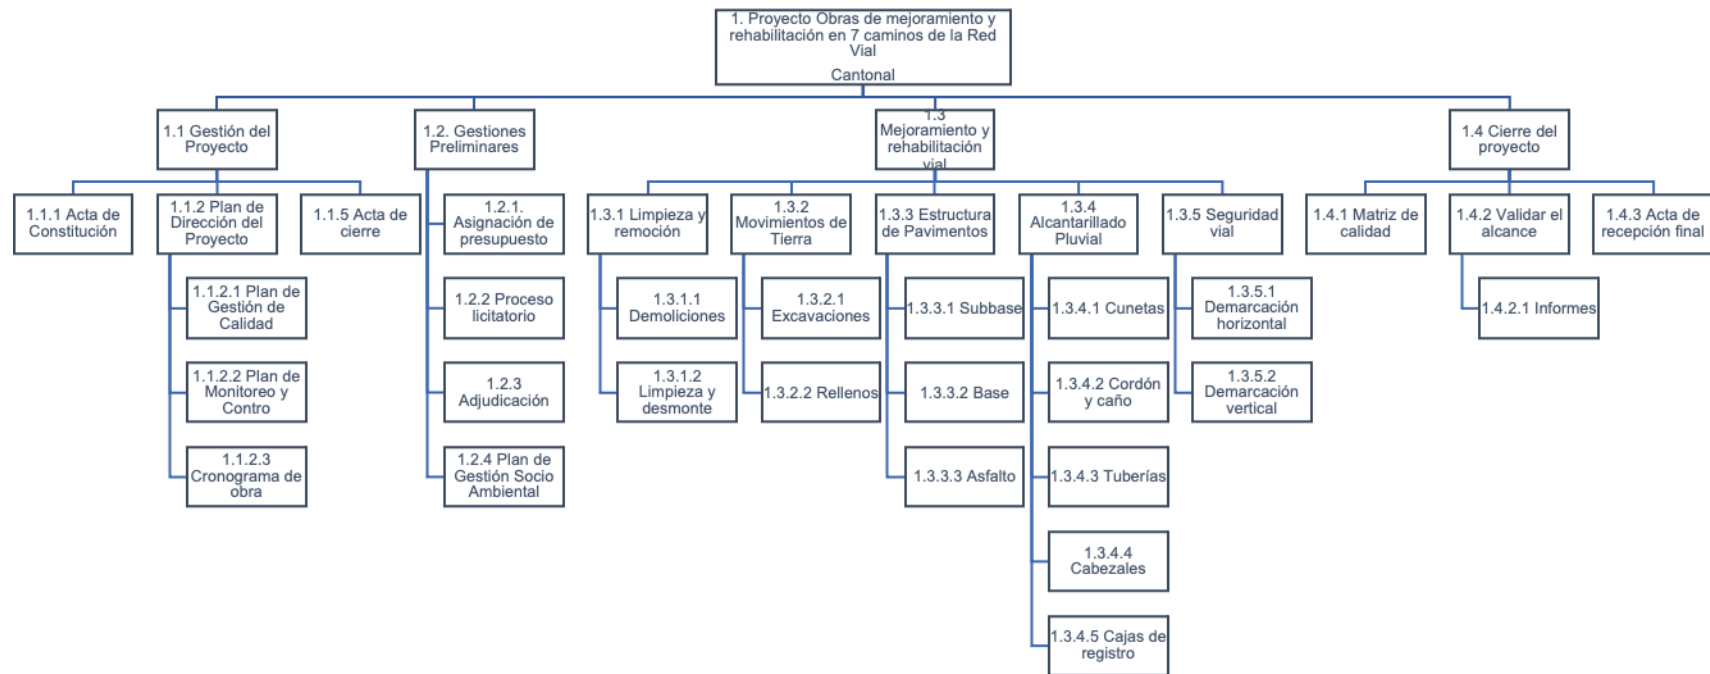 1. Proyecto Obras de mejoramiento y
rehabilitación en 7 caminos de la Red
Vial
Cantonal
1.1 Gestión del
Proyecto
1.2. Gestiones
Preliminares
1.3
Mejoramiento y
rehabilitación
vial
1.4 Cierre del
proyecto
1.1.1 Acta de
Constitución
1.1.2 Plan de
Dirección del
Proyecto
1.1.5 Acta de
cierre
1.2.1.
Asignación de
presupuesto
1.3.1 Limpieza y
remoción
1.3.2
Movimientos de
Tierra
1.3.3 Estructura
de Pavimentos
1.3.4
Alcantarillado
Pluvial
1.3.5 Seguridad
vial
1.4.1 Matriz de
calidad
1.4.2 Validar el
alcance
1.4.3 Acta de
recepción final
1.1.2.1 Plan de
Gestión de
Calidad
1.2.2 Proceso
licitatorio
1.3.1.1
Demoliciones
1.3.2.1
Excavaciones
1.3.3.1 Subbase
1.3.4.1 Cunetas
1.3.5.1
Demarcación
horizontal
1.4.2.1 Informes
1.1.2.2 Plan de
Monitoreo y
Contro
1.2.3
Adjudicación
1.3.1.2
Limpieza y
desmonte
1.3.2.2 Rellenos
1.3.3.2 Base
1.3.4.2 Cordón
y caño
1.3.5.2
Demarcación
vertical
1.1.2.3
Cronograma de
obra
1.2.4 Plan de
Gestión Socio
Ambiental
1.3.3.3 Asfalto
1.3.4.3 Tuberías
1.3.4.4
Cabezales
1.3.4.5 Cajas de
registro